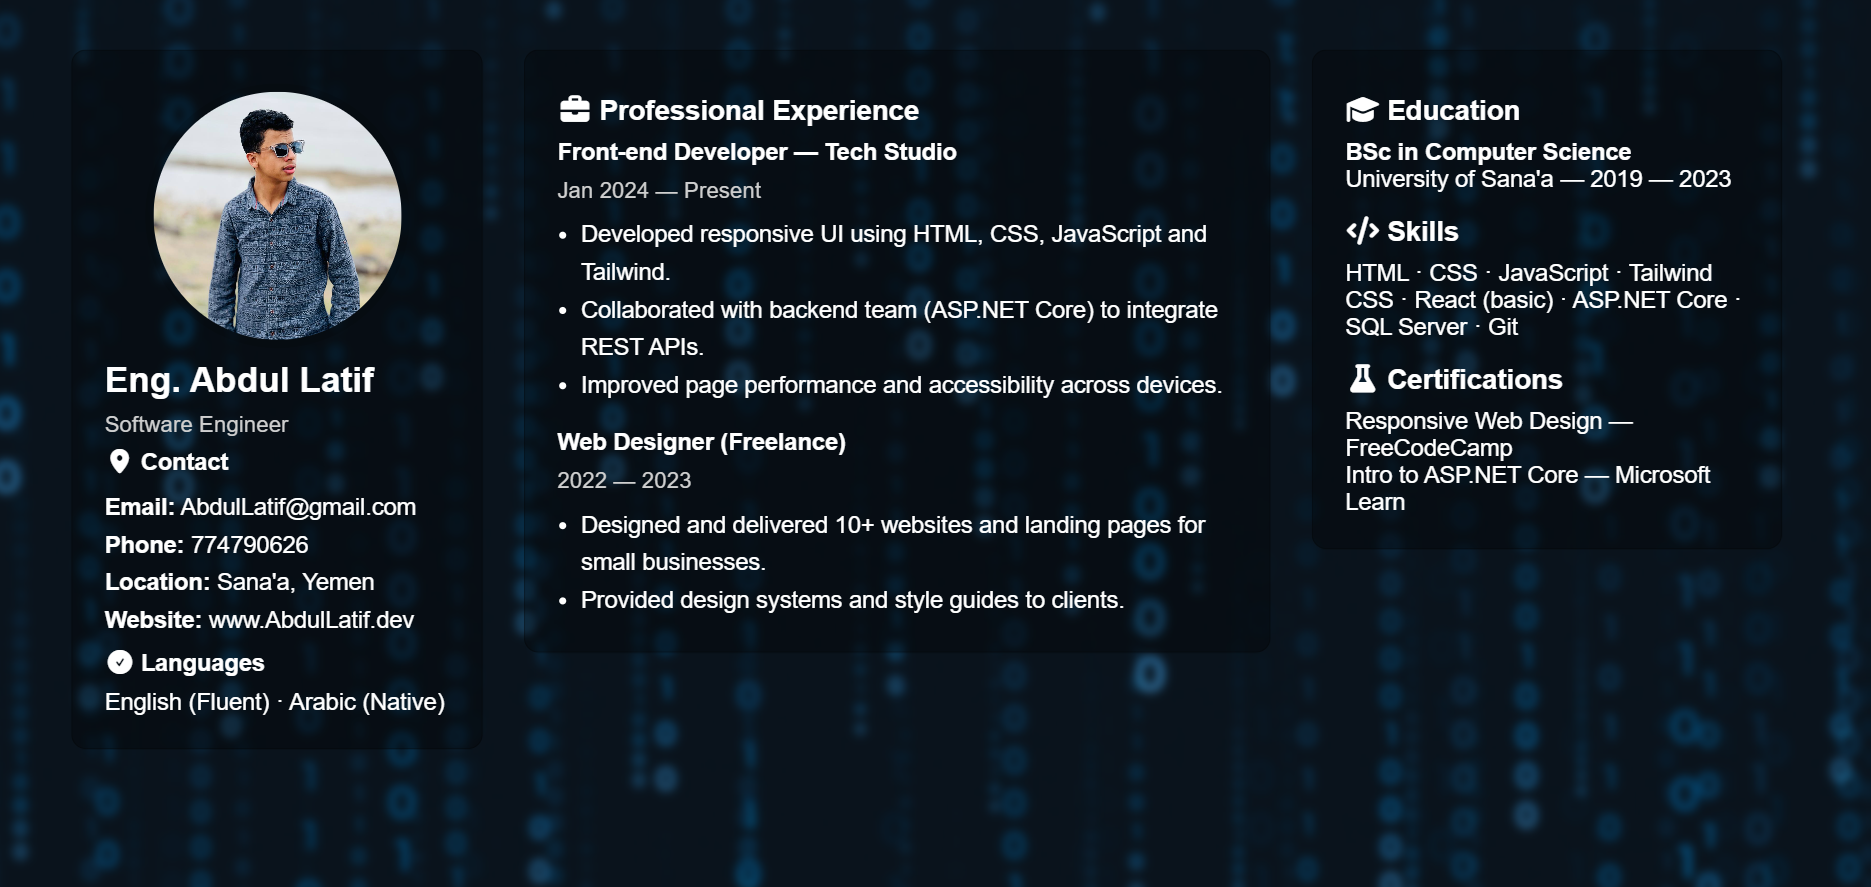 Eng. Abdul Latif
Software Engineer
Contact
Email: AbdulLatif@gmail.com
Phone: 774790626
Location: Sana'a, Yemen
Website: www.AbdulLatif.dev
Languages
English (Fluent) · Arabic (Native)
Professional Experience
Front-end Developer — Tech Studio
Jan 2024 — Present
• Developed responsive UI using HTML, CSS, JavaScript and
Tailwind.
• Collaborated with backend team (ASP.NET Core) to integrate
REST APIs.
• Improved page performance and accessibility across devices.
Web Designer (Freelance)
2022 — 2023
• Designed and delivered 10+ websites and landing pages for
small businesses.
• Provided design systems and style guides to clients.
Education
BSc in Computer Science
University of Sana'a — 2019 — 2023
Skills
HTML · CSS · JavaScript · Tailwind
CSS · React (basic) · ASP.NET Core ·
SQL Server · Git
Certifications
Responsive Web Design —
FreeCodeCamp
Intro to ASP.NET Core — Microsoft
Learn